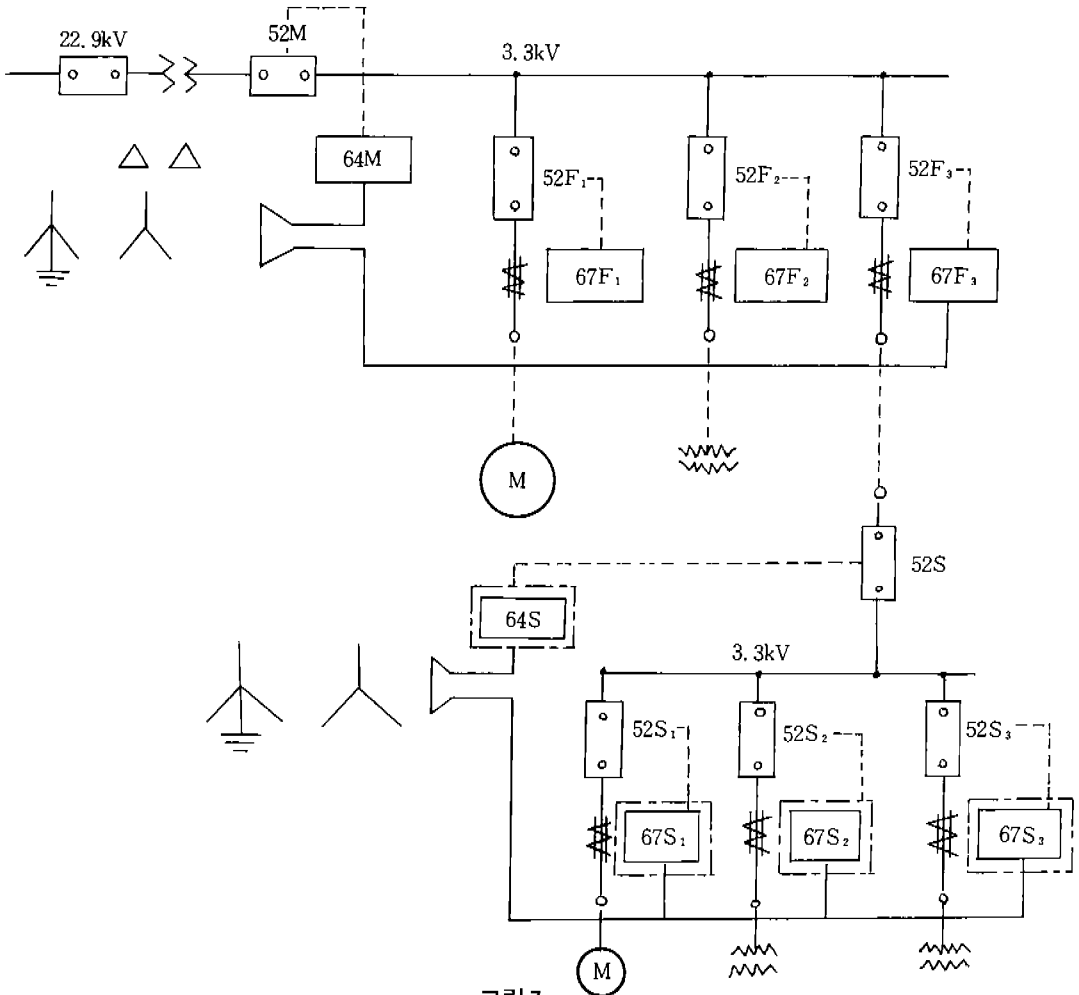 22.9kV
52M
3.3kV
64M
52F₁
52F₂
52F₃
67F₁
67F₂
67F₃
M
52S
64S
3.3kV
52S₁
52S₂
52S₃
67S₁
67S₂
67S₃
M